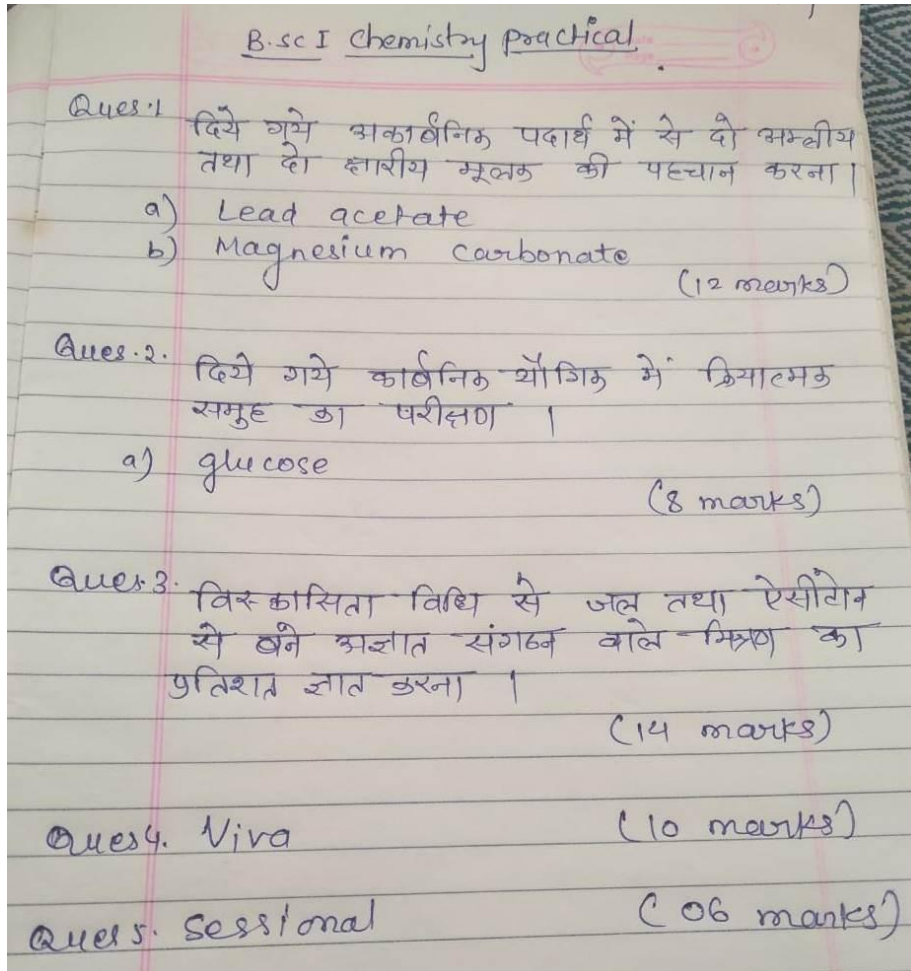 B.sc I Chemistry practical
Ques.1
दिये गये अकार्बनिक पदार्थ में से दो अम्लीय
तथा दो क्षारीय मूलक की पहचान करना।
a) Lead acetate
b) Magnesium carbonate
(12 marks)
Ques.2.
दिये गये कार्बनिक यौगिक में क्रियात्मक
समुह का परीक्षण ।
a) glucose
(8 marks)
Ques.3.
विस्कासिता विधि से जल तथा ऐसीटोन
से बने अज्ञात संगठन वाले मिश्रण का
प्रतिशत ज्ञात करना ।
(14 marks)
Ques4. Viva (10 marks)
Ques 5. sessional (06 marks)